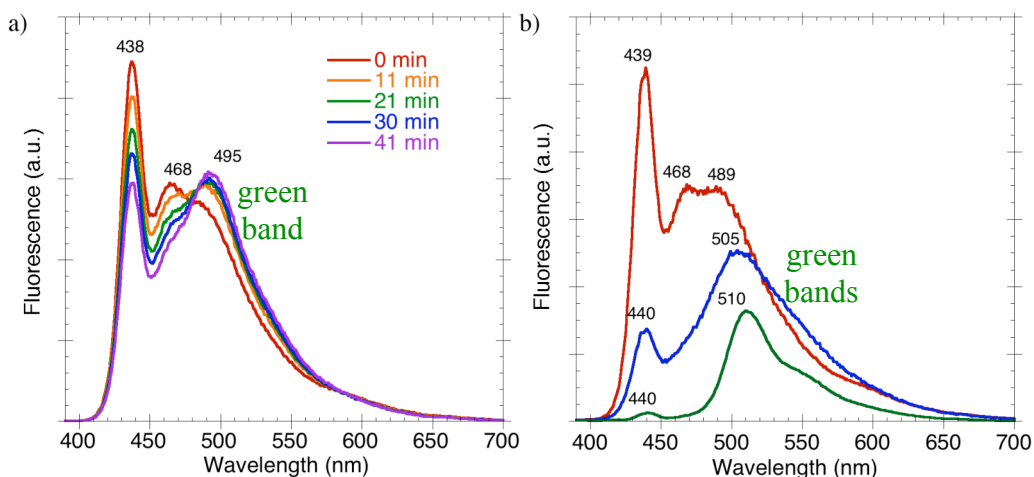 a)
438
0 min
11 min
21 min
30 min
41 min
468
495
green
band
Fluorescence (a.u.)
400 450 500 550 600 650 700
Wavelength (nm)
b)
439
468
489
505
green
bands
510
440
440
Fluorescence (a.u.)
400 450 500 550 600 650 700
Wavelength (nm)